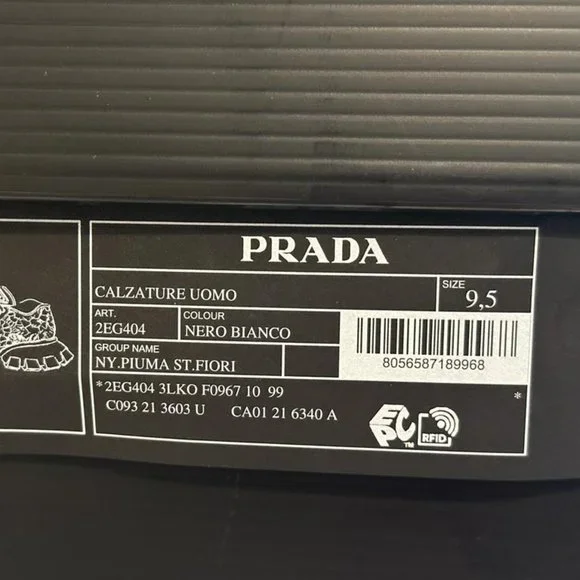 PRADA
CALZATURE UOMO
SIZE
9,5
ART.
2EG404
COLOUR
NERO BIANCO
GROUP NAME
NY.PIUMA ST.FIORI
8056587189968
*2EG404 3LKO F0967 10 99 *
C093 21 3603 U CA01 21 6340 A
EPC TM
RFID